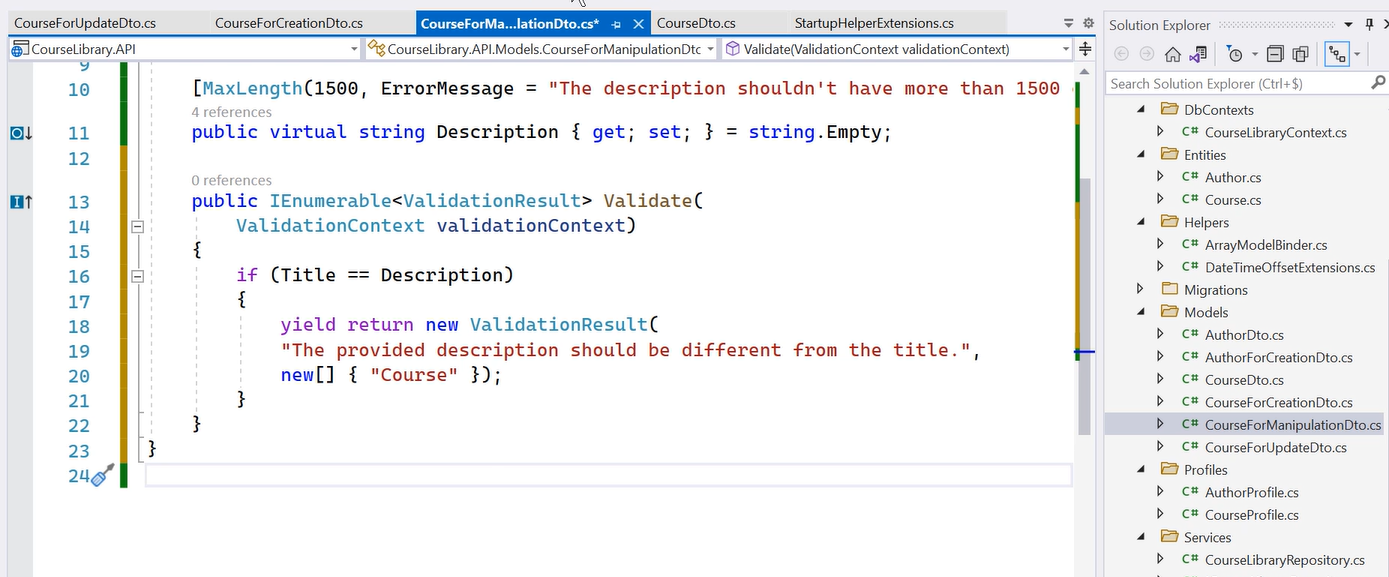 CourseForUpdateDto.cs CourseForCreationDto.cs CourseForMa...lationDto.cs* CourseDto.cs StartupHelperExtensions.cs
CourseLibrary.API CourseLibrary.API.Models.CourseForManipulationDtc Validate(ValidationContext validationContext)
9
10 [MaxLength(1500, ErrorMessage = "The description shouldn't have more than 1500
4 references
11 public virtual string Description { get; set; } = string.Empty;
12
0 references
13 public IEnumerable<ValidationResult> Validate(
14 ValidationContext validationContext)
15 {
16 if (Title == Description)
17 {
18 yield return new ValidationResult(
19 "The provided description should be different from the title.",
20 new[] { "Course" });
21 }
22 }
23 }
24
Solution Explorer
Search Solution Explorer (Ctrl+$)
DbContexts
C# CourseLibraryContext.cs
Entities
C# Author.cs
C# Course.cs
Helpers
C# ArrayModelBinder.cs
C# DateTimeOffsetExtensions.cs
Migrations
Models
C# AuthorDto.cs
C# AuthorForCreationDto.cs
C# CourseDto.cs
C# CourseForCreationDto.cs
C# CourseForManipulationDto.cs
C# CourseForUpdateDto.cs
Profiles
C# AuthorProfile.cs
C# CourseProfile.cs
Services
C# CourseLibraryRepository.cs